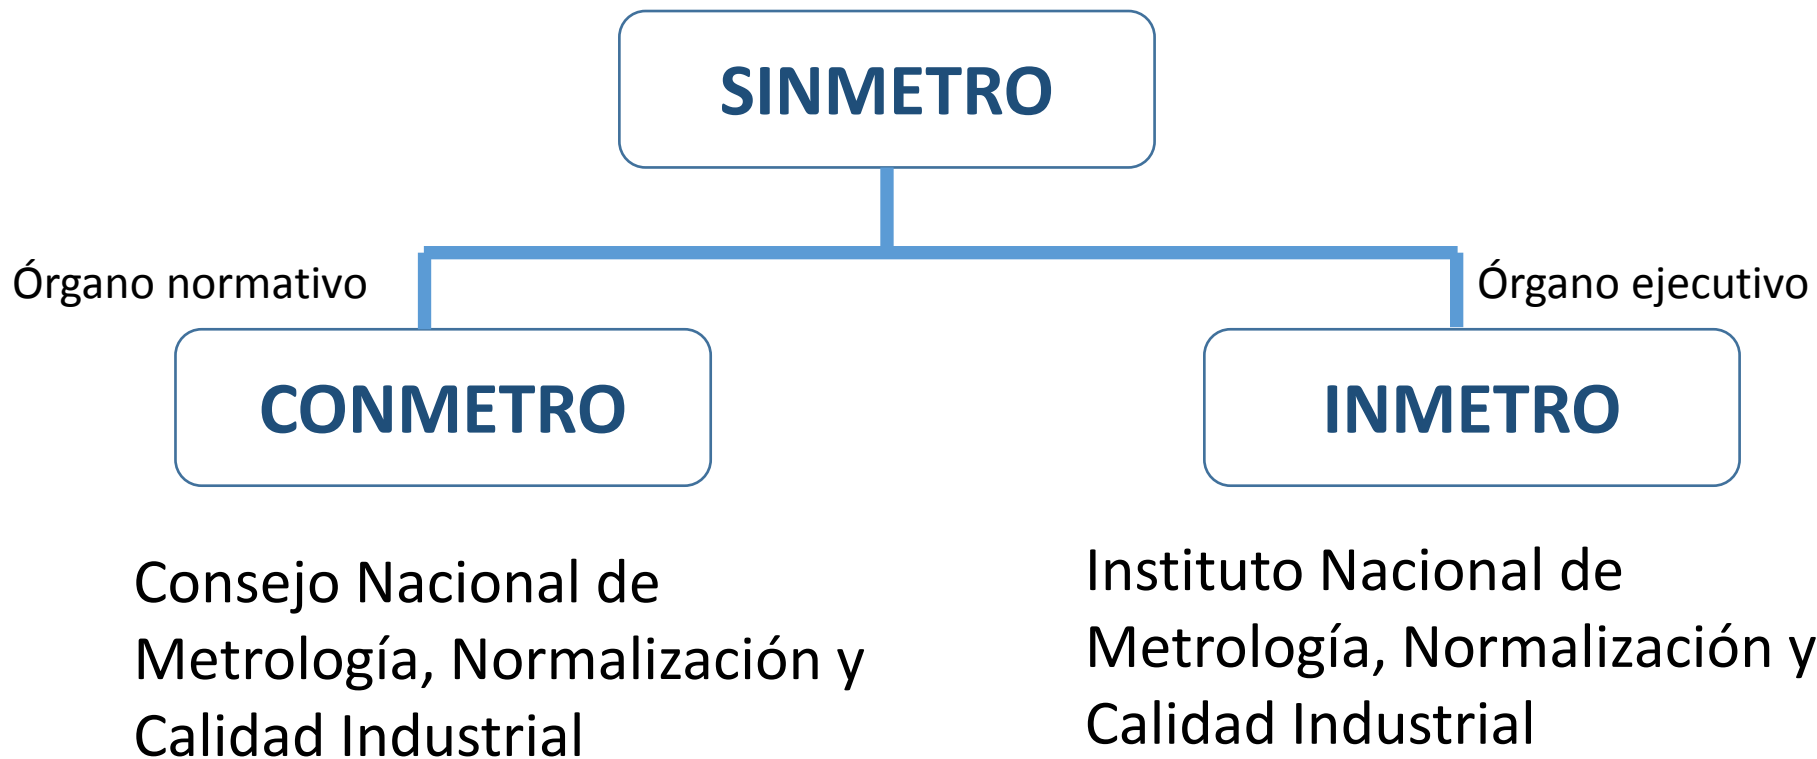 SINMETRO
Órgano normativo
Órgano ejecutivo
CONMETRO
INMETRO
Consejo Nacional de
Metrología, Normalización y
Calidad Industrial
Instituto Nacional de
Metrología, Normalización y
Calidad Industrial